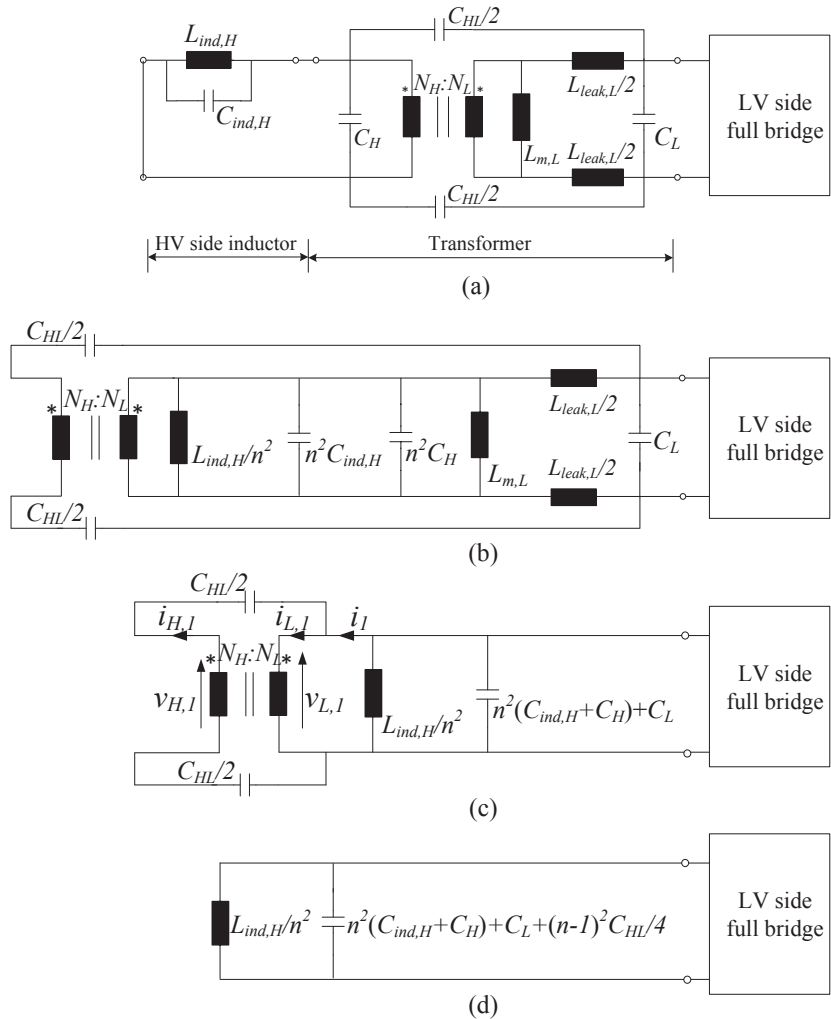 C_{HL}/2
L_{ind,H}
C_{ind,H}
C_H
* N_H:N_L *
L_{m,L}
L_{leak,L}/2
L_{leak,L}/2
C_L
C_{HL}/2
LV side
full bridge
HV side inductor
Transformer
(a)
C_{HL}/2
* N_H:N_L *
L_{ind,H}/n^2
n^2C_{ind,H}
n^2C_H
L_{m,L}
L_{leak,L}/2
L_{leak,L}/2
C_L
C_{HL}/2
LV side
full bridge
(b)
C_{HL}/2
i_{H,1}
i_{L,1}
i_1
* N_H:N_L *
v_{H,1}
v_{L,1}
L_{ind,H}/n^2
n^2(C_{ind,H}+C_H)+C_L
C_{HL}/2
LV side
full bridge
(c)
L_{ind,H}/n^2
n^2(C_{ind,H}+C_H)+C_L+(n-1)^2C_{HL}/4
LV side
full bridge
(d)